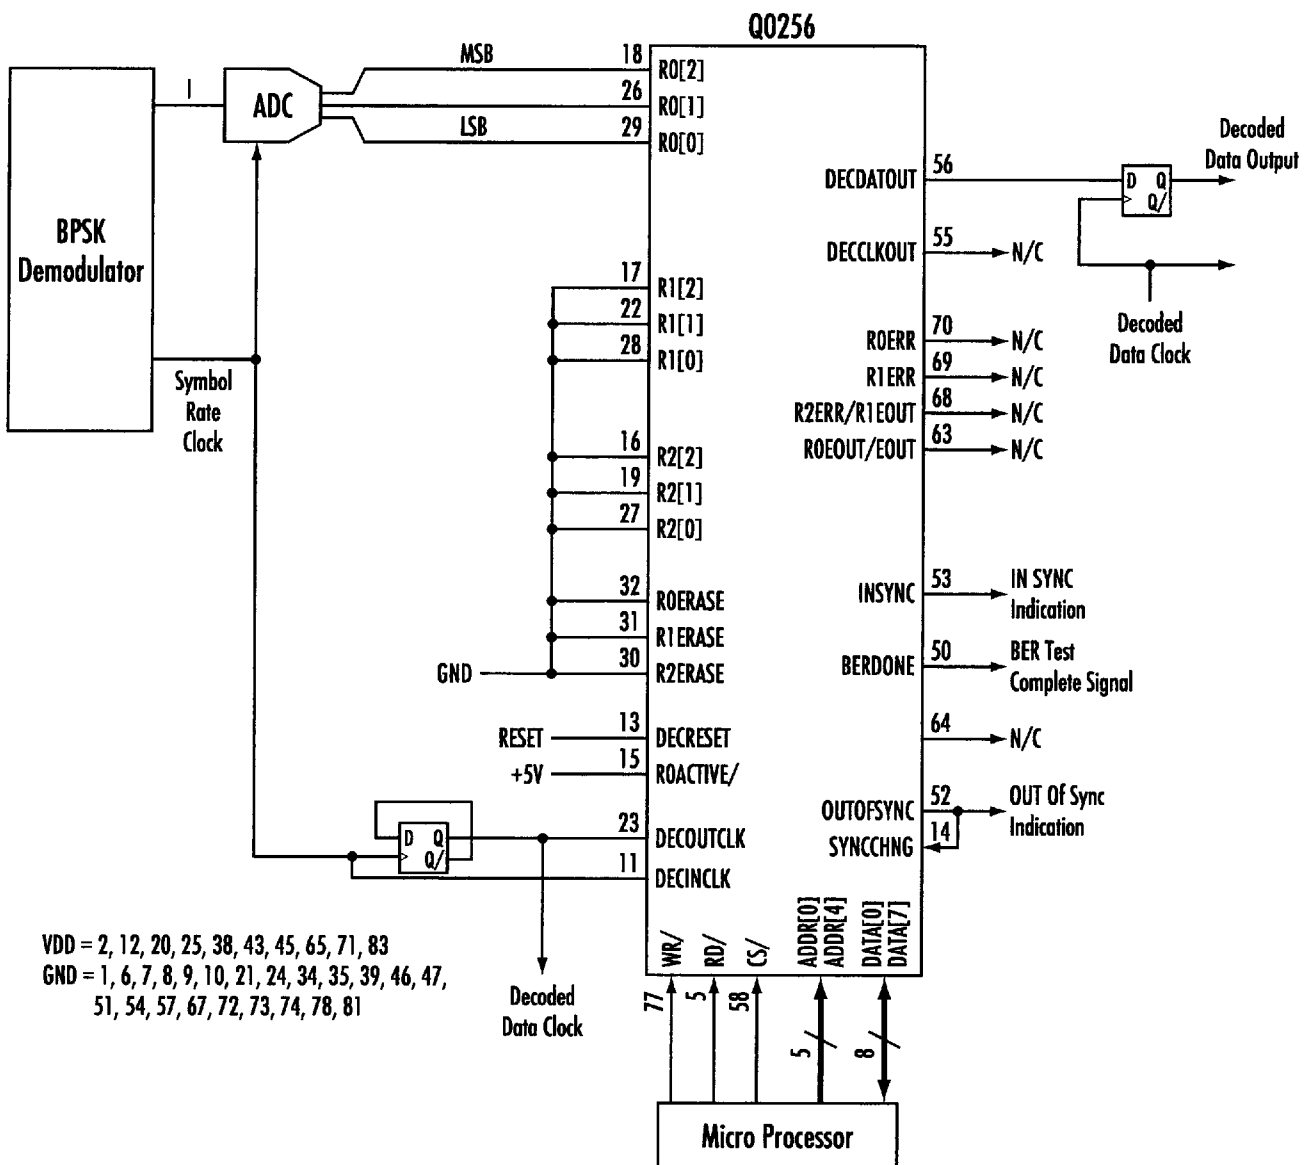 Q0256
MSB
18
R0[2]
I
ADC
26
R0[1]
LSB
29
R0[0]
BPSK
Demodulator
Symbol
Rate
Clock
17
R1[2]
22
R1[1]
28
R1[0]
16
R2[2]
19
R2[1]
27
R2[0]
32
R0ERASE
31
R1ERASE
GND
30
R2ERASE
RESET
13
DECRESET
+5V
15
R0ACTIVE/
D Q
Q/
23
DECOUTCLK
11
DECINCLK
Decoded
Data Clock
DECDATOUT
56
D Q
Q/
Decoded
Data Output
DECCLKOUT
55
N/C
Decoded
Data Clock
R0ERR
70
N/C
R1ERR
69
N/C
R2ERR/R1EOUT
68
N/C
R0EOUT/EOUT
63
N/C
INSYNC
53
IN SYNC
Indication
BERDONE
50
BER Test
Complete Signal
64
N/C
OUTOFSYNC
52
OUT Of Sync
Indication
SYNCCHNG
14
WR/
RD/
CS/
ADDR[0]
ADDR[4]
DATA[0]
DATA[7]
77
5
58
5
8
Micro Processor
VDD = 2, 12, 20, 25, 38, 43, 45, 65, 71, 83
GND = 1, 6, 7, 8, 9, 10, 21, 24, 34, 35, 39, 46, 47,
51, 54, 57, 67, 72, 73, 74, 78, 81